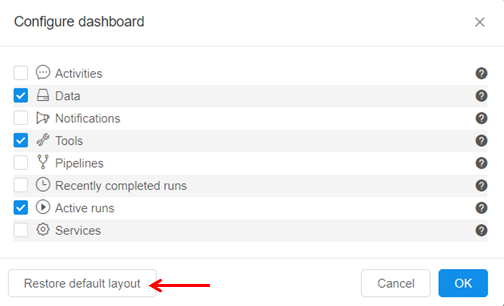 Configure dashboard
Activities
Data
Notifications
Tools
Pipelines
Recently completed runs
Active runs
Services
Restore default layout
Cancel
OK